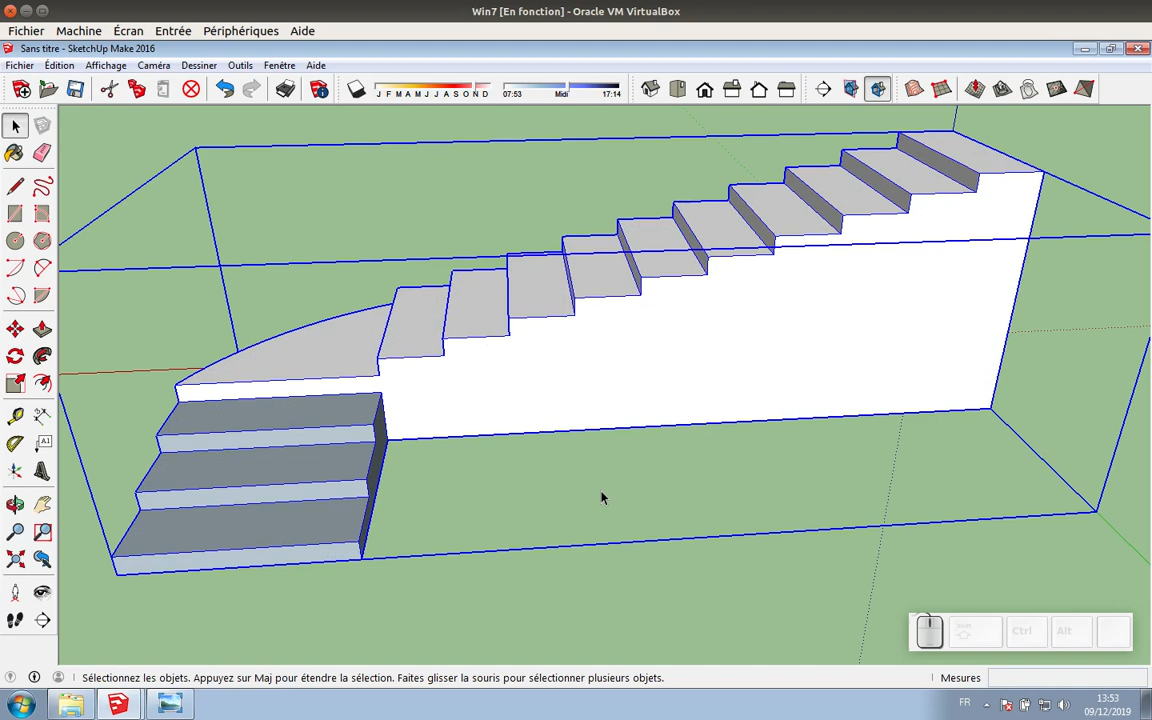 Win7 [En fonction] - Oracle VM VirtualBox
Fichier Machine Écran Entrée Périphériques Aide
Sans titre - SketchUp Make 2016
Fichier Édition Affichage Caméra Dessiner Outils Fenêtre Aide
J F M A M J J A S O N D 07:53 Midi 17:14
A1
Ctrl Alt
Sélectionnez les objets. Appuyez sur Maj pour étendre la sélection. Faites glisser la souris pour sélectionner plusieurs objets. Mesures
FR 13:53
09/12/2019